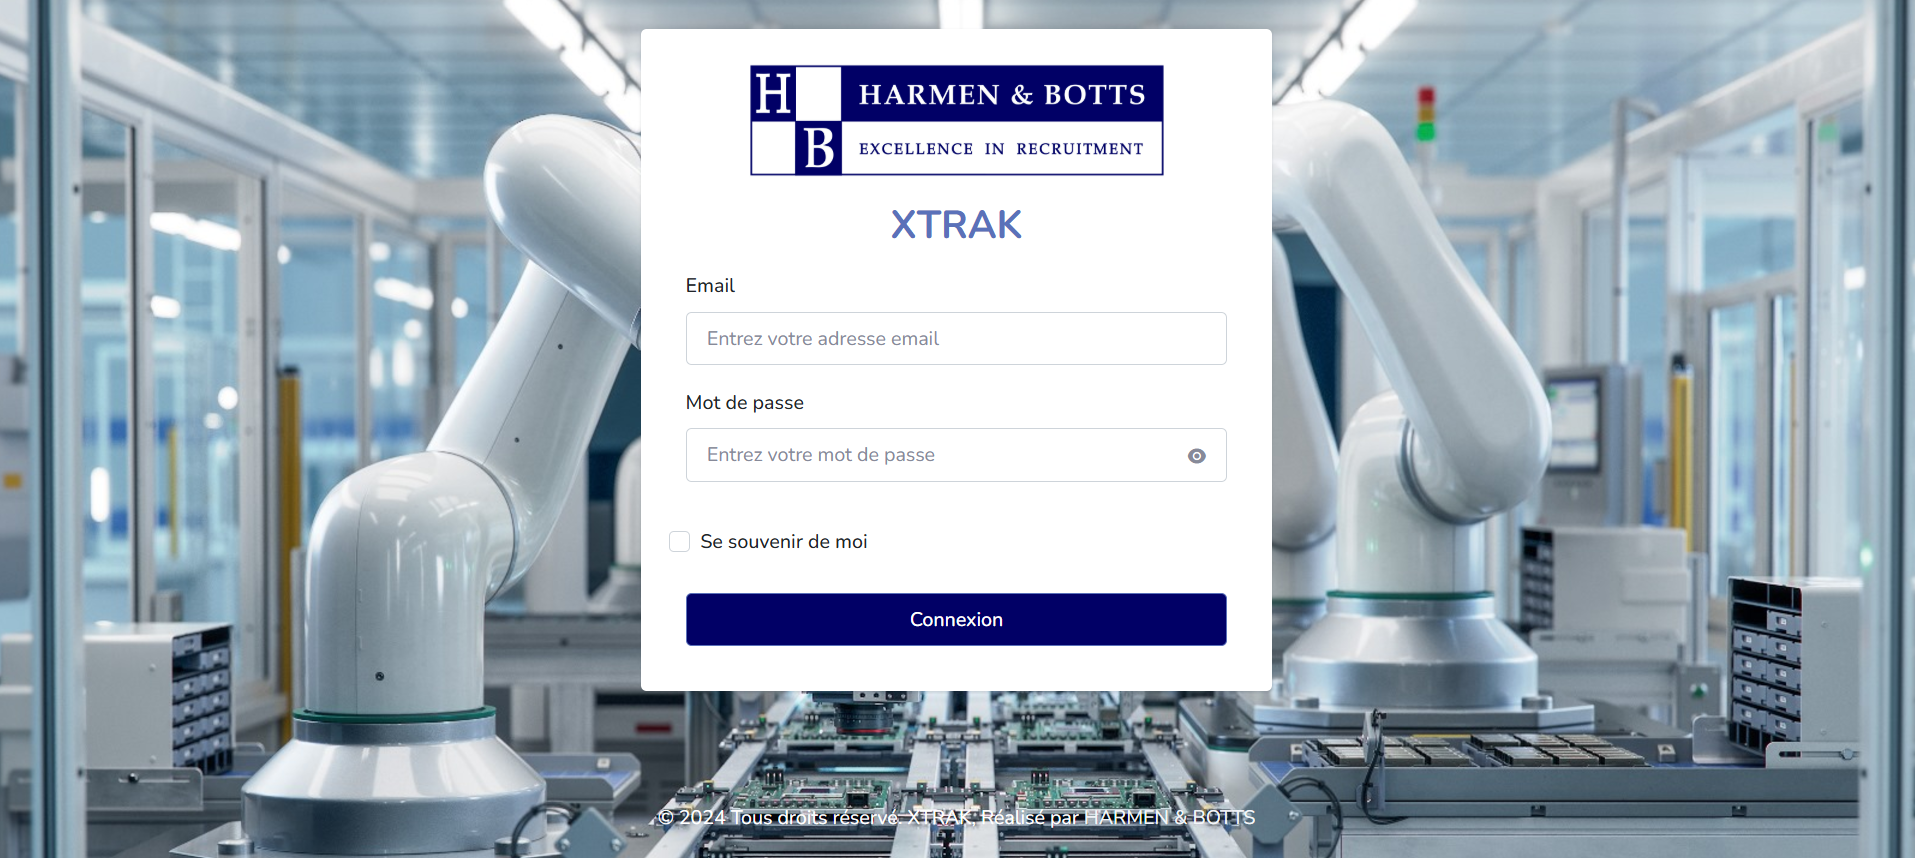 H
HARMEN & BOTTS
B
EXCELLENCE IN RECRUITMENT
XTRAK
Email
Entrez votre adresse email
Mot de passe
Entrez votre mot de passe
Se souvenir de moi
Connexion
© 2024 Tous droits réservé. XTRAK, Réalisé par HARMEN & BOTTS